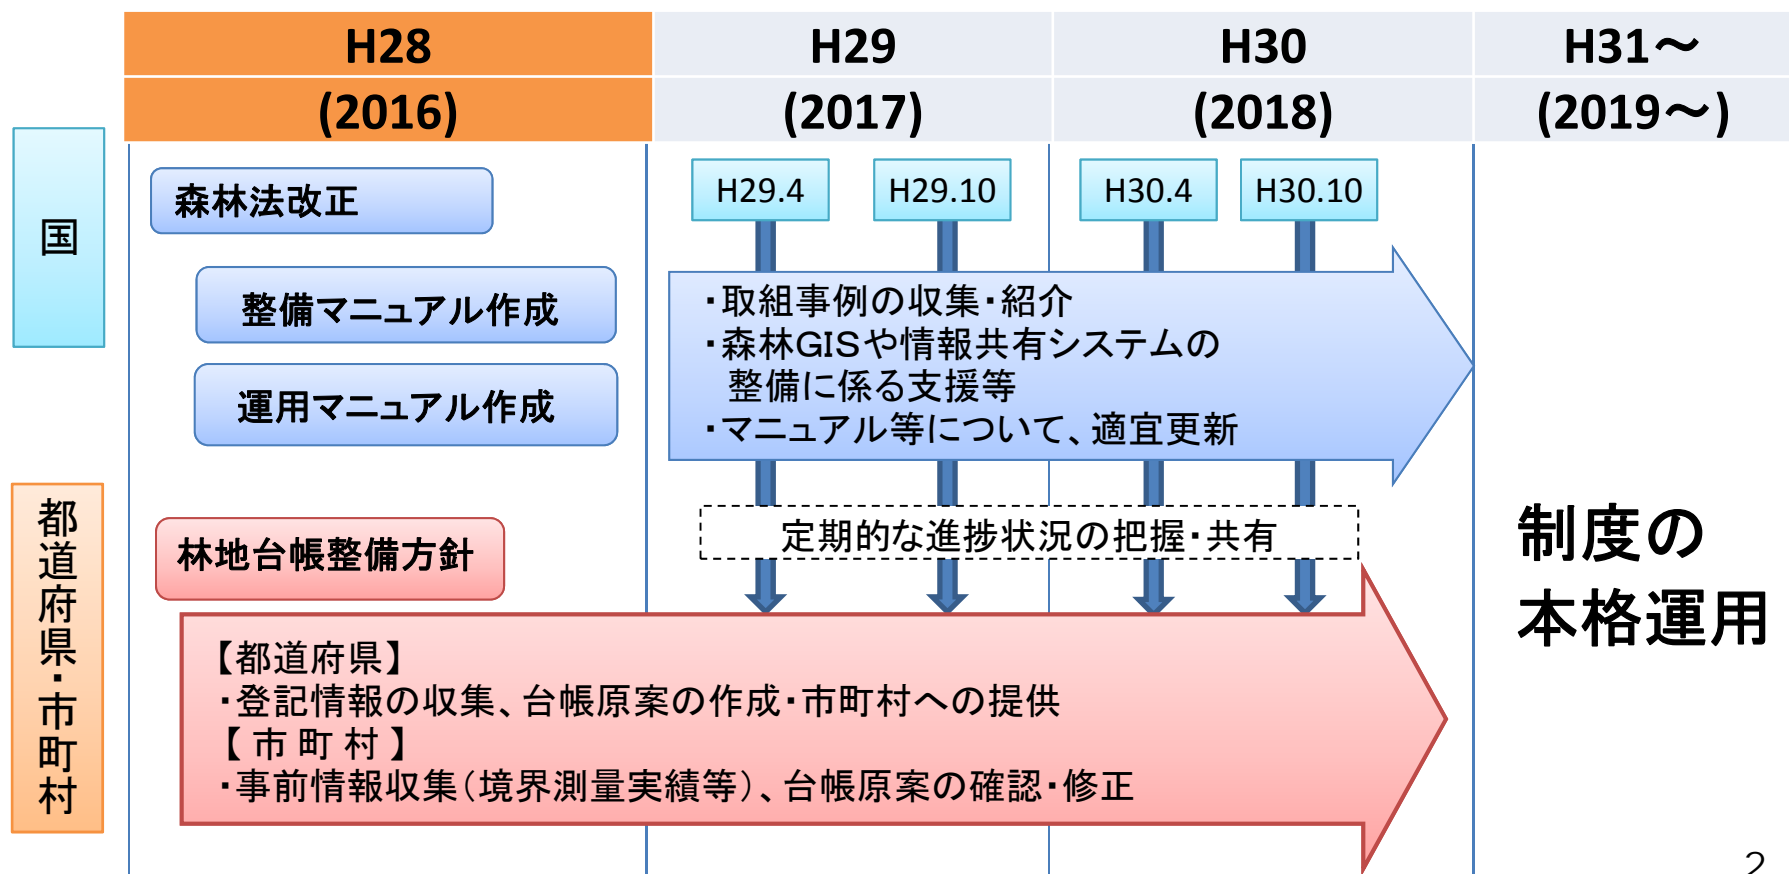 H28
H29
H30
H31～
(2016)
(2017)
(2018)
(2019～)
国
森林法改正
整備マニュアル作成
運用マニュアル作成
H29.4
H29.10
H30.4
H30.10
・取組事例の収集・紹介
・森林GISや情報共有システムの
整備に係る支援等
・マニュアル等について、適宜更新
都道府県・市町村
林地台帳整備方針
定期的な進捗状況の把握・共有
【都道府県】
・登記情報の収集、台帳原案の作成・市町村への提供
【 市 町 村 】
・事前情報収集（境界測量実績等）、台帳原案の確認・修正
制度の
本格運用
2